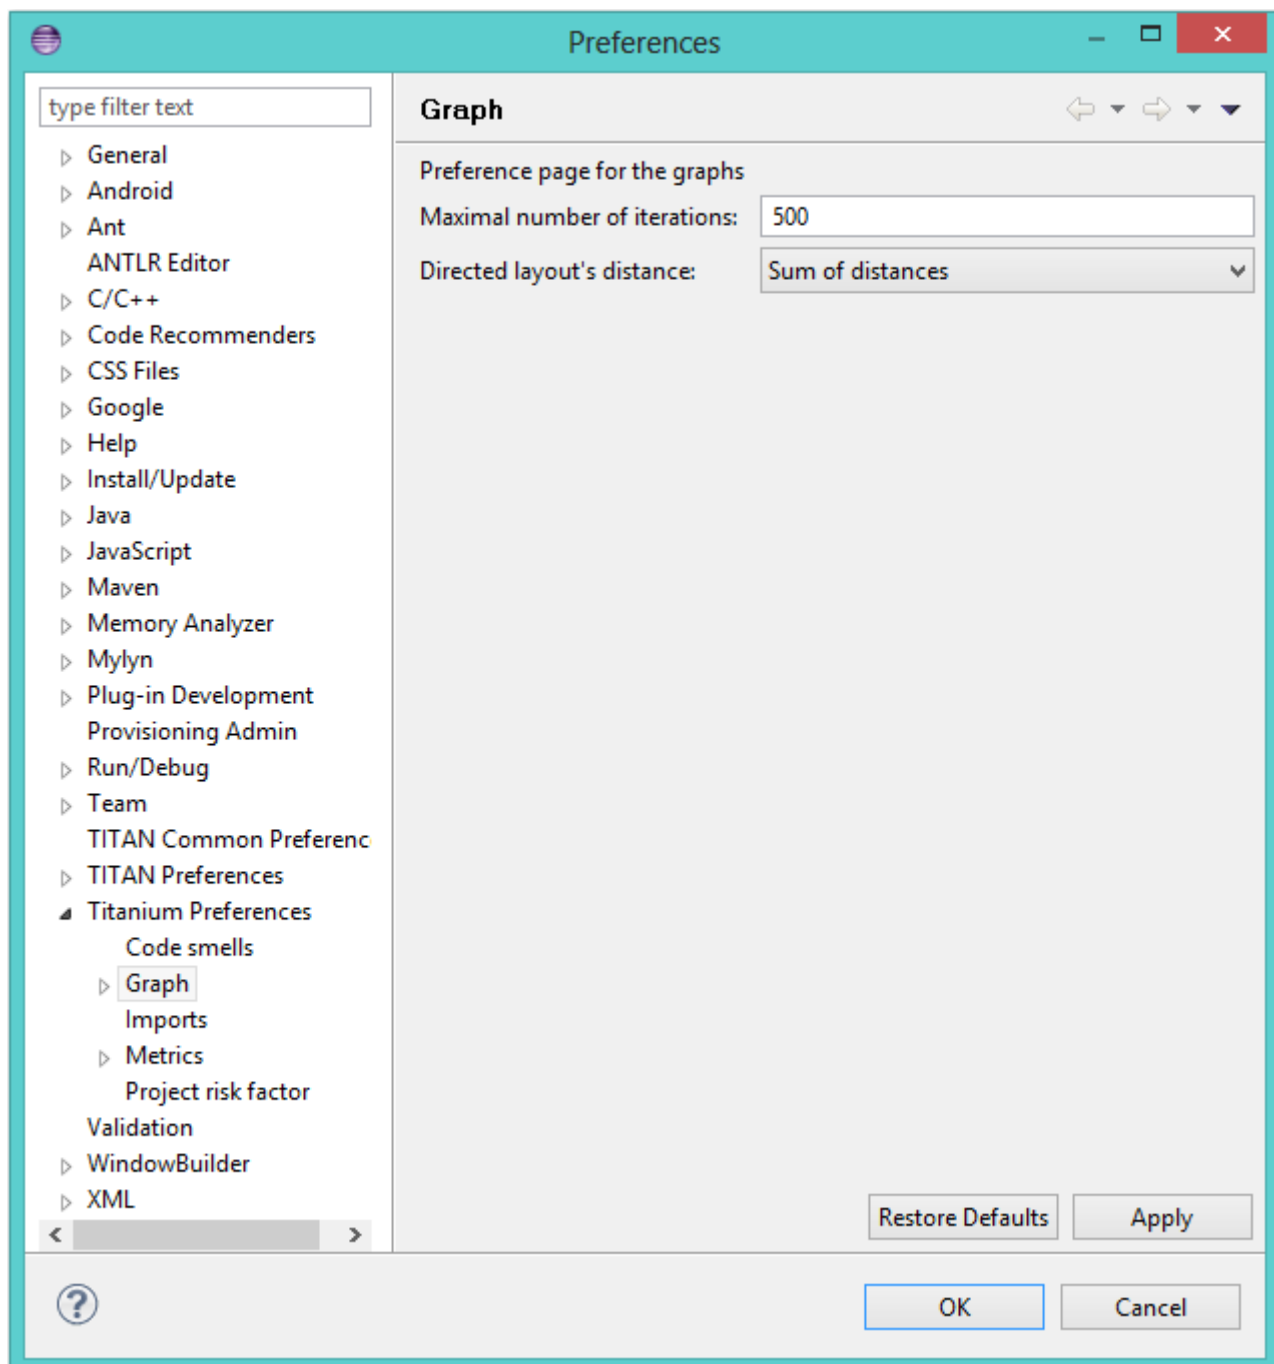 Preferences
type filter text
General
Android
Ant
ANTLR Editor
C/C++
Code Recommenders
CSS Files
Google
Help
Install/Update
Java
JavaScript
Maven
Memory Analyzer
Mylyn
Plug-in Development
Provisioning Admin
Run/Debug
Team
TITAN Common Preferenc
TITAN Preferences
Titanium Preferences
Code smells
Graph
Imports
Metrics
Project risk factor
Validation
WindowBuilder
XML
Graph
Preference page for the graphs
Maximal number of iterations: 500
Directed layout's distance: Sum of distances
Restore Defaults Apply
OK Cancel